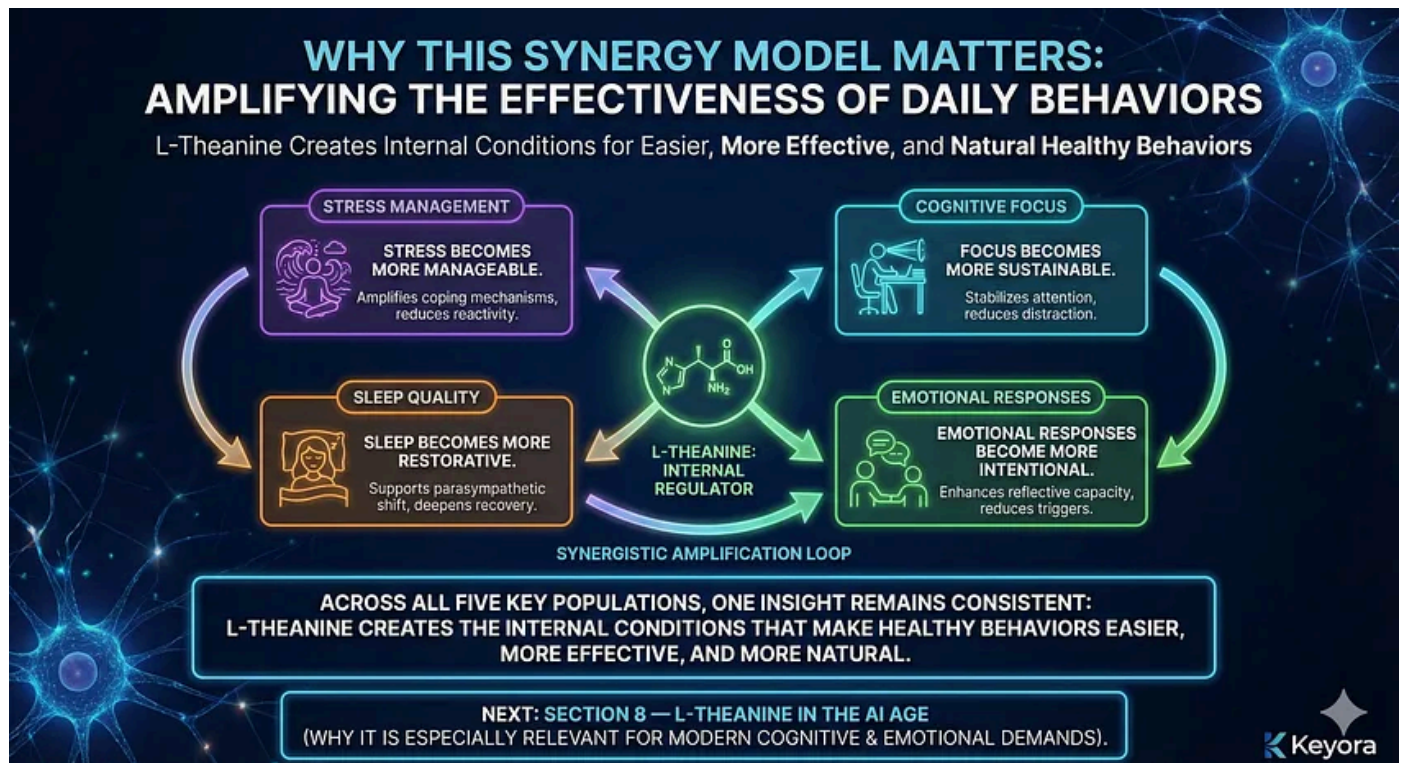 WHY THIS SYNERGY MODEL MATTERS:
AMPLIFYING THE EFFECTIVENESS OF DAILY BEHAVIORS
L-Theanine Creates Internal Conditions for Easier, More Effective, and Natural Healthy Behaviors
STRESS MANAGEMENT
STRESS BECOMES
MORE MANAGEABLE.
Amplifies coping mechanisms,
reduces reactivity.
COGNITIVE FOCUS
FOCUS BECOMES
MORE SUSTAINABLE.
Stabilizes attention,
reduces distraction.
N
N
O
OH
NH₂
L-THEANINE:
INTERNAL
REGULATOR
SLEEP QUALITY
z
SLEEP BECOMES MORE
RESTORATIVE.
Supports parasympathetic
shift, deepens recovery.
EMOTIONAL RESPONSES
EMOTIONAL RESPONSES
BECOME MORE
INTENTIONAL.
Enhances reflective capacity,
reduces triggers.
SYNERGISTIC AMPLIFICATION LOOP
ACROSS ALL FIVE KEY POPULATIONS, ONE INSIGHT REMAINS CONSISTENT:
L-THEANINE CREATES THE INTERNAL CONDITIONS THAT MAKE HEALTHY BEHAVIORS EASIER,
MORE EFFECTIVE, AND MORE NATURAL.
NEXT: SECTION 8 — L-THEANINE IN THE AI AGE
(WHY IT IS ESPECIALLY RELEVANT FOR MODERN COGNITIVE & EMOTIONAL DEMANDS).
Keyora